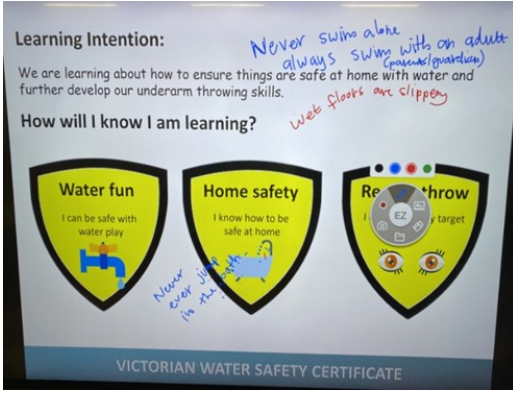 Learning Intention:
Never swim alone
always swim with an adult
(parents/guardian)
We are learning about how to ensure things are safe at home with water and
further develop our underarm throwing skills.
wet floors are slippery
How will I know I am learning?
Water fun
I can be safe with
water play
Home safety
I know how to be
safe at home
Never
ever jump
in the bath
throw
target
EZ
VICTORIAN WATER SAFETY CERTIFICATE